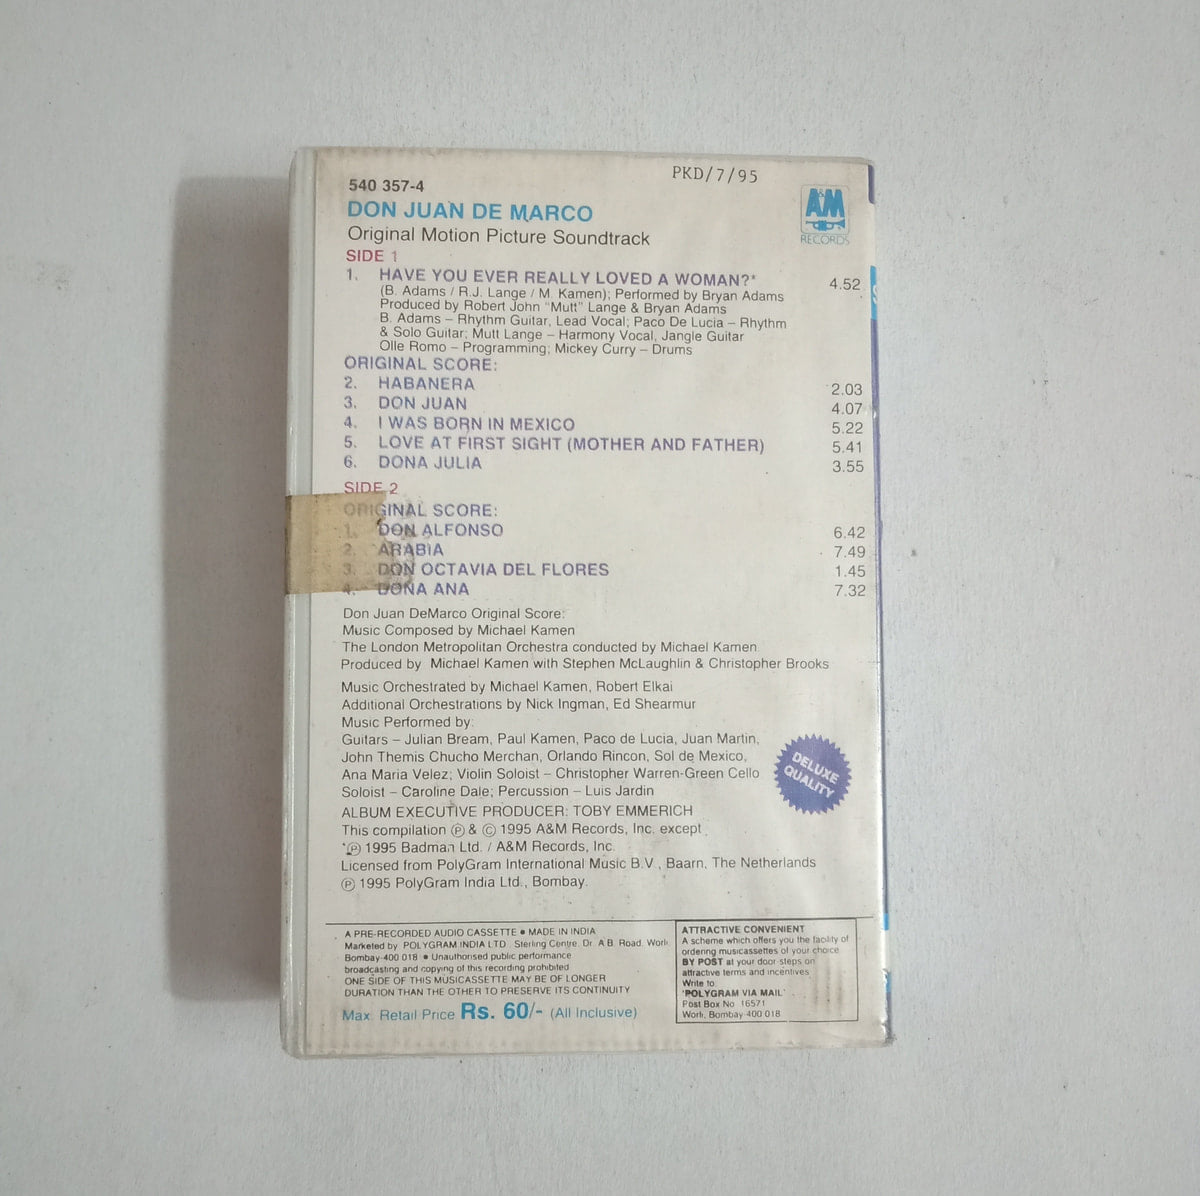 PKD/7/95
540 357-4
A&M
RECORDS
DON JUAN DE MARCO
Original Motion Picture Soundtrack
SIDE 1
1. HAVE YOU EVER REALLY LOVED A WOMAN?* 4.52
(B. Adams / R.J. Lange / M. Kamen); Performed by Bryan Adams
Produced by Robert John "Mutt" Lange & Bryan Adams
B. Adams – Rhythm Guitar, Lead Vocal; Paco De Lucia – Rhythm
& Solo Guitar; Mutt Lange – Harmony Vocal, Jangle Guitar
Olle Romo – Programming; Mickey Curry – Drums
ORIGINAL SCORE:
2. HABANERA 2.03
3. DON JUAN 4.07
4. I WAS BORN IN MEXICO 5.22
5. LOVE AT FIRST SIGHT (MOTHER AND FATHER) 5.41
6. DONA JULIA 3.55
SIDE 2
ORIGINAL SCORE:
1. DON ALFONSO 6.42
2. ARABIA 7.49
3. DON OCTAVIA DEL FLORES 1.45
4. DONA ANA 7.32
Don Juan DeMarco Original Score:
Music Composed by Michael Kamen
The London Metropolitan Orchestra conducted by Michael Kamen
Produced by Michael Kamen with Stephen McLaughlin & Christopher Brooks
Music Orchestrated by Michael Kamen, Robert Elkai
Additional Orchestrations by Nick Ingman, Ed Shearmur
Music Performed by:
Guitars – Julian Bream, Paul Kamen, Paco de Lucia, Juan Martin,
John Themis Chucho Merchan, Orlando Rincon, Sol de Mexico,
Ana Maria Velez; Violin Soloist – Christopher Warren-Green Cello
Soloist – Caroline Dale; Percussion – Luis Jardin
DELUXE
QUALITY
ALBUM EXECUTIVE PRODUCER: TOBY EMMERICH
This compilation ℗ & © 1995 A&M Records, Inc. except
*℗ 1995 Badman Ltd. / A&M Records, Inc.
Licensed from PolyGram International Music B.V., Baarn, The Netherlands
℗ 1995 PolyGram India Ltd., Bombay.
A PRE-RECORDED AUDIO CASSETTE ● MADE IN INDIA
Marketed by POLYGRAM INDIA LTD. Sterling Centre, Dr. A.B. Road, Worli,
Bombay-400 018 ● Unauthorised public performance
broadcasting and copying of this recording prohibited
ONE SIDE OF THIS MUSICASSETTE MAY BE OF LONGER
DURATION THAN THE OTHER TO PRESERVE ITS CONTINUITY
Max. Retail Price Rs. 60/- (All Inclusive)
ATTRACTIVE CONVENIENT
A scheme which offers you the facility of
ordering musicassettes of your choice
BY POST at your door steps on
attractive terms and incentives
Write to
'POLYGRAM VIA MAIL'
Post Box No. 16571
Worli, Bombay-400 018